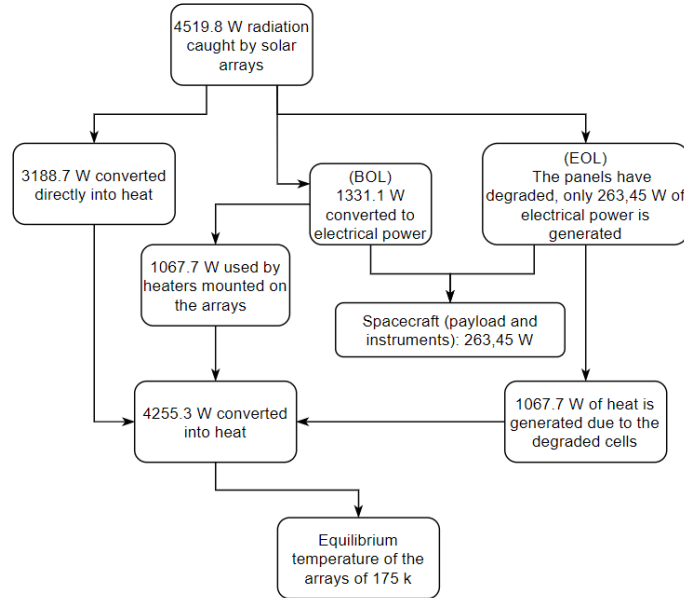 4519.8 W radiation
caught by solar
arrays
3188.7 W converted
directly into heat
(BOL)
1331.1 W
converted to
electrical power
(EOL)
The panels have
degraded, only 263,45 W of
electrical power is
generated
1067.7 W used by
heaters mounted on
the arrays
Spacecraft (payload and
instruments): 263,45 W
4255.3 W converted
into heat
1067.7 W of heat is
generated due to the
degraded cells
Equilibrium
temperature of the
arrays of 175 k